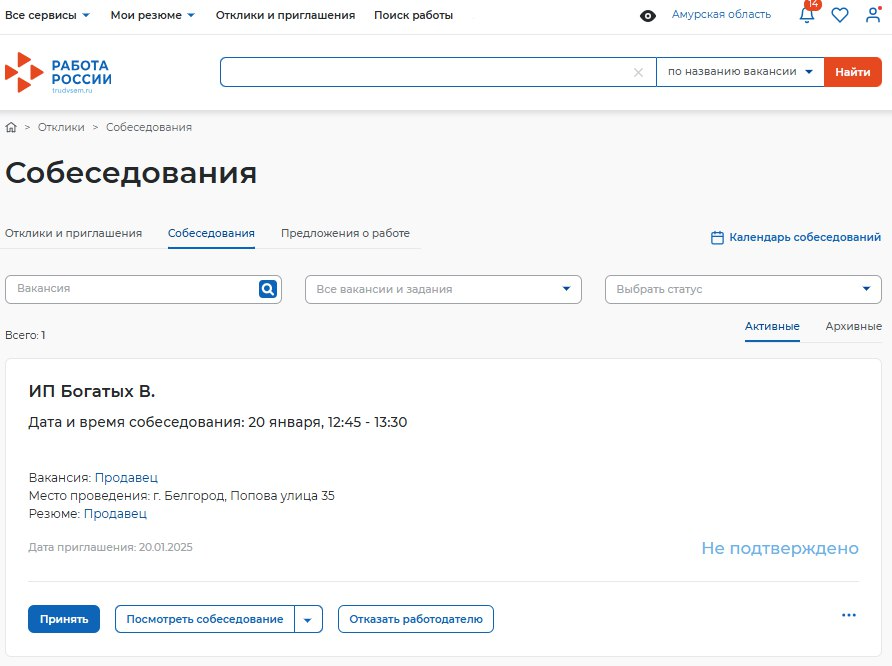 Все сервисы Мои резюме Отклики и приглашения Поиск работы Амурская область 14
РАБОТА
РОССИИ
trudvsem.ru
по названию вакансии Найти
> Отклики > Собеседования
Собеседования
Отклики и приглашения Собеседования Предложения о работе Календарь собеседований
Вакансия Все вакансии и задания Выбрать статус
Всего: 1 Активные Архивные
ИП Богатых В.
Дата и время собеседования: 20 января, 12:45 - 13:30
Вакансия: Продавец
Место проведения: г. Белгород, Попова улица 35
Резюме: Продавец
Дата приглашения: 20.01.2025 Не подтверждено
Принять Посмотреть собеседование Отказать работодателю ...